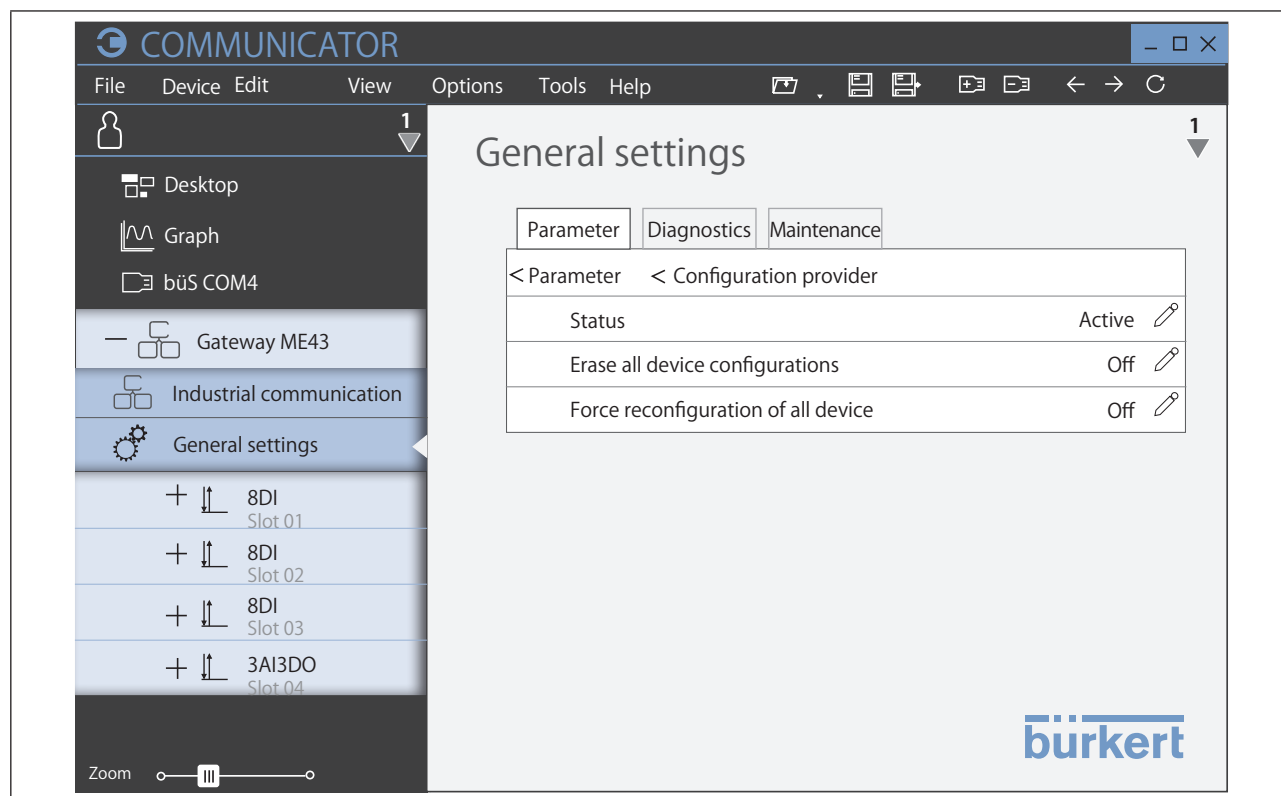 COMMUNICATOR
File Device Edit View Options Tools Help
1
Desktop
Graph
büS COM4
Gateway ME43
Industrial communication
General settings
8DI
Slot 01
8DI
Slot 02
8DI
Slot 03
3AI3DO
Slot 04
Zoom
General settings
1
Parameter Diagnostics Maintenance
< Parameter < Configuration provider
Status Active
Erase all device configurations Off
Force reconfiguration of all device Off
bürkert